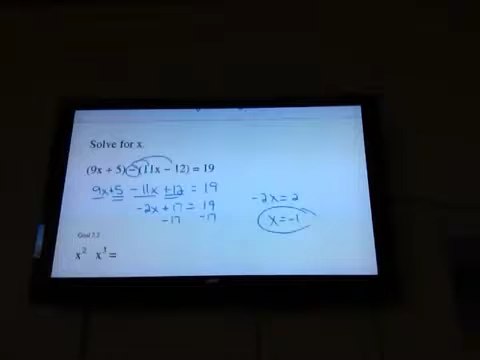 Solve for x.
(9x + 5) − (11x − 12) = 19
9x+5 −11x +12 = 19
−2x + 17 = 19
−17 −17
−2x = 2
x = −1
x² x³ =